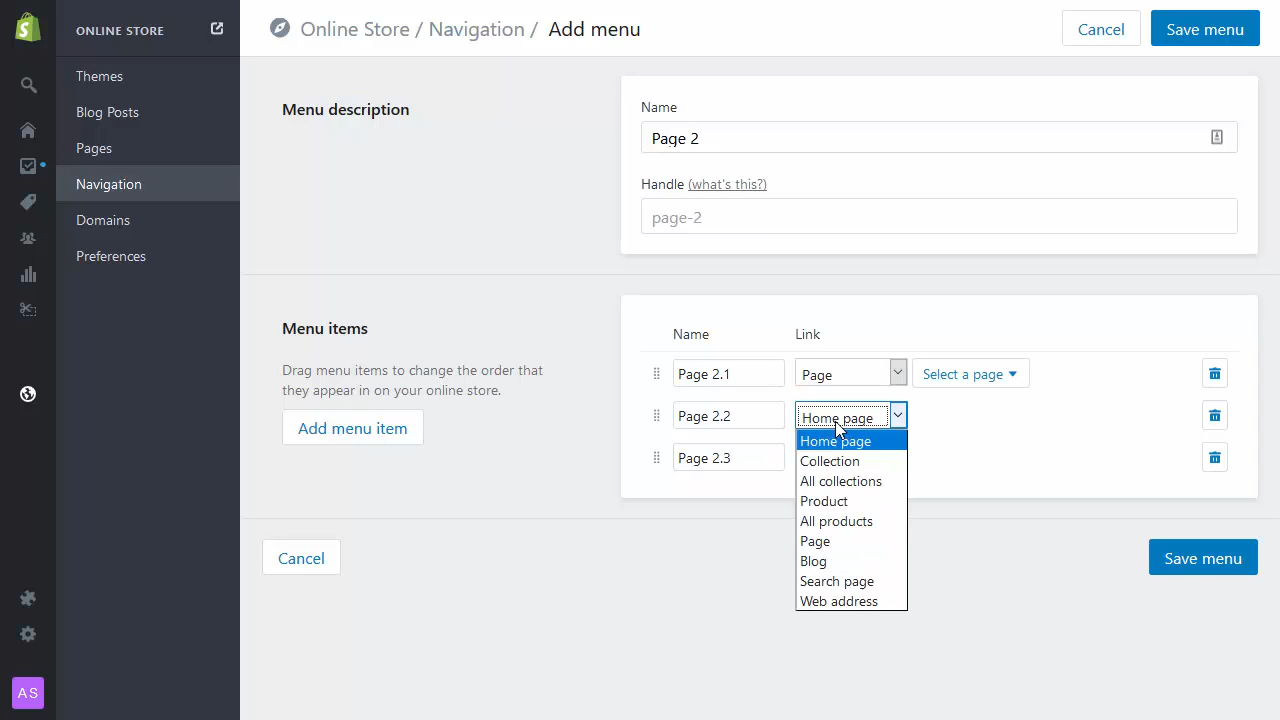 ONLINE STORE
Themes
Blog Posts
Pages
Navigation
Domains
Preferences
AS
Online Store / Navigation / Add menu
Cancel
Save menu
Menu description
Name
Page 2
Handle (what's this?)
page-2
Menu items
Drag menu items to change the order that
they appear in on your online store.
Add menu item
Name Link
Page 2.1 Page Select a page
Page 2.2 Home page
Page 2.3
Home page
Collection
All collections
Product
All products
Page
Blog
Search page
Web address
Cancel
Save menu